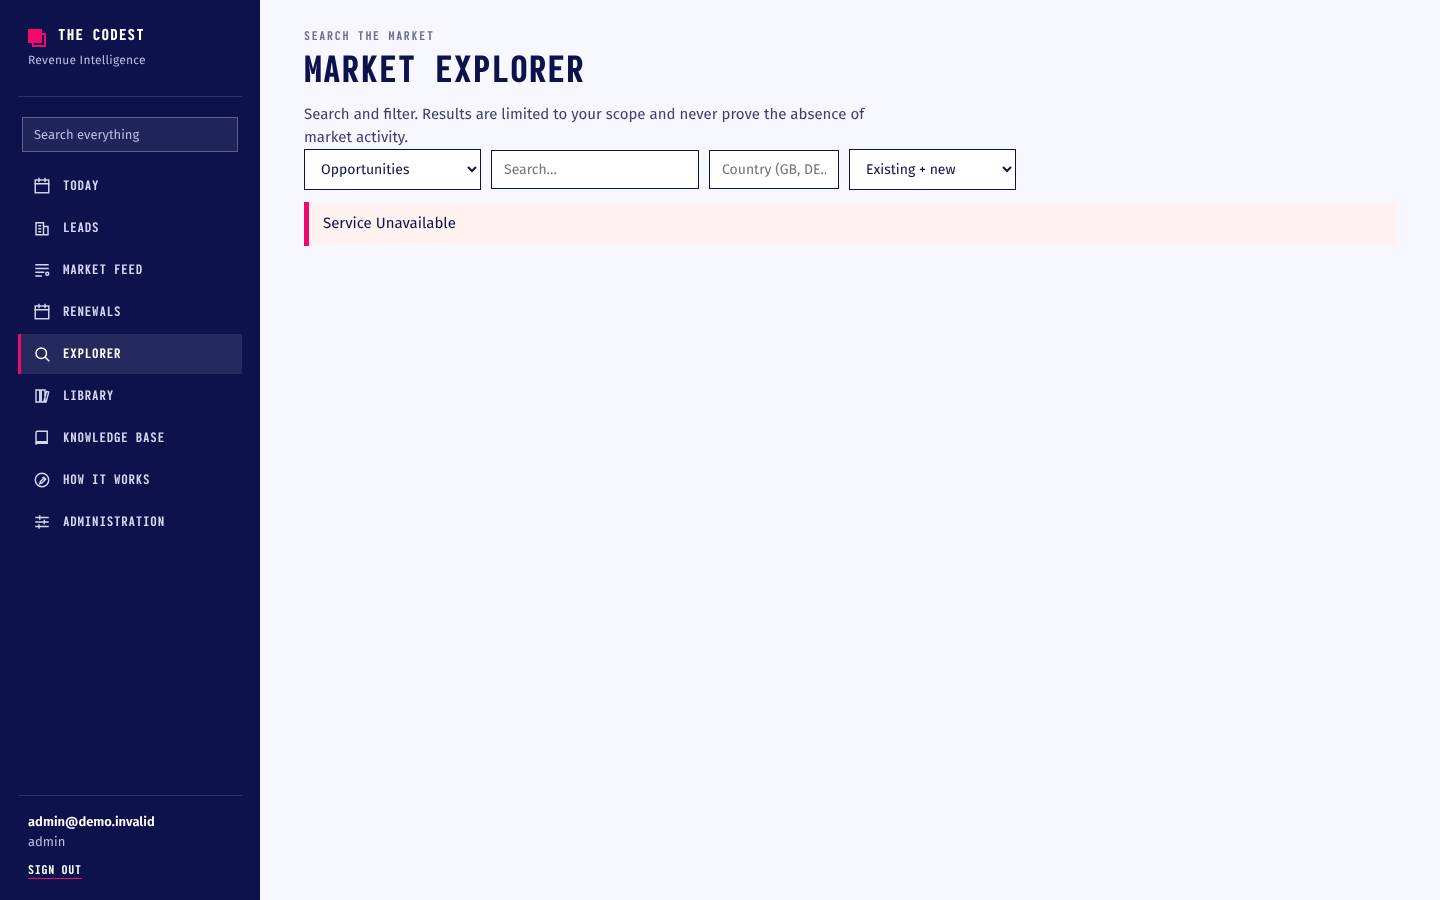 THE CODEST
Revenue Intelligence
Search everything
TODAY
LEADS
MARKET FEED
RENEWALS
EXPLORER
LIBRARY
KNOWLEDGE BASE
HOW IT WORKS
ADMINISTRATION
admin@demo.invalid
admin
SIGN OUT
SEARCH THE MARKET
MARKET EXPLORER
Search and filter. Results are limited to your scope and never prove the absence of
market activity.
Opportunities
Search...
Country (GB, DE..
Existing + new
Service Unavailable